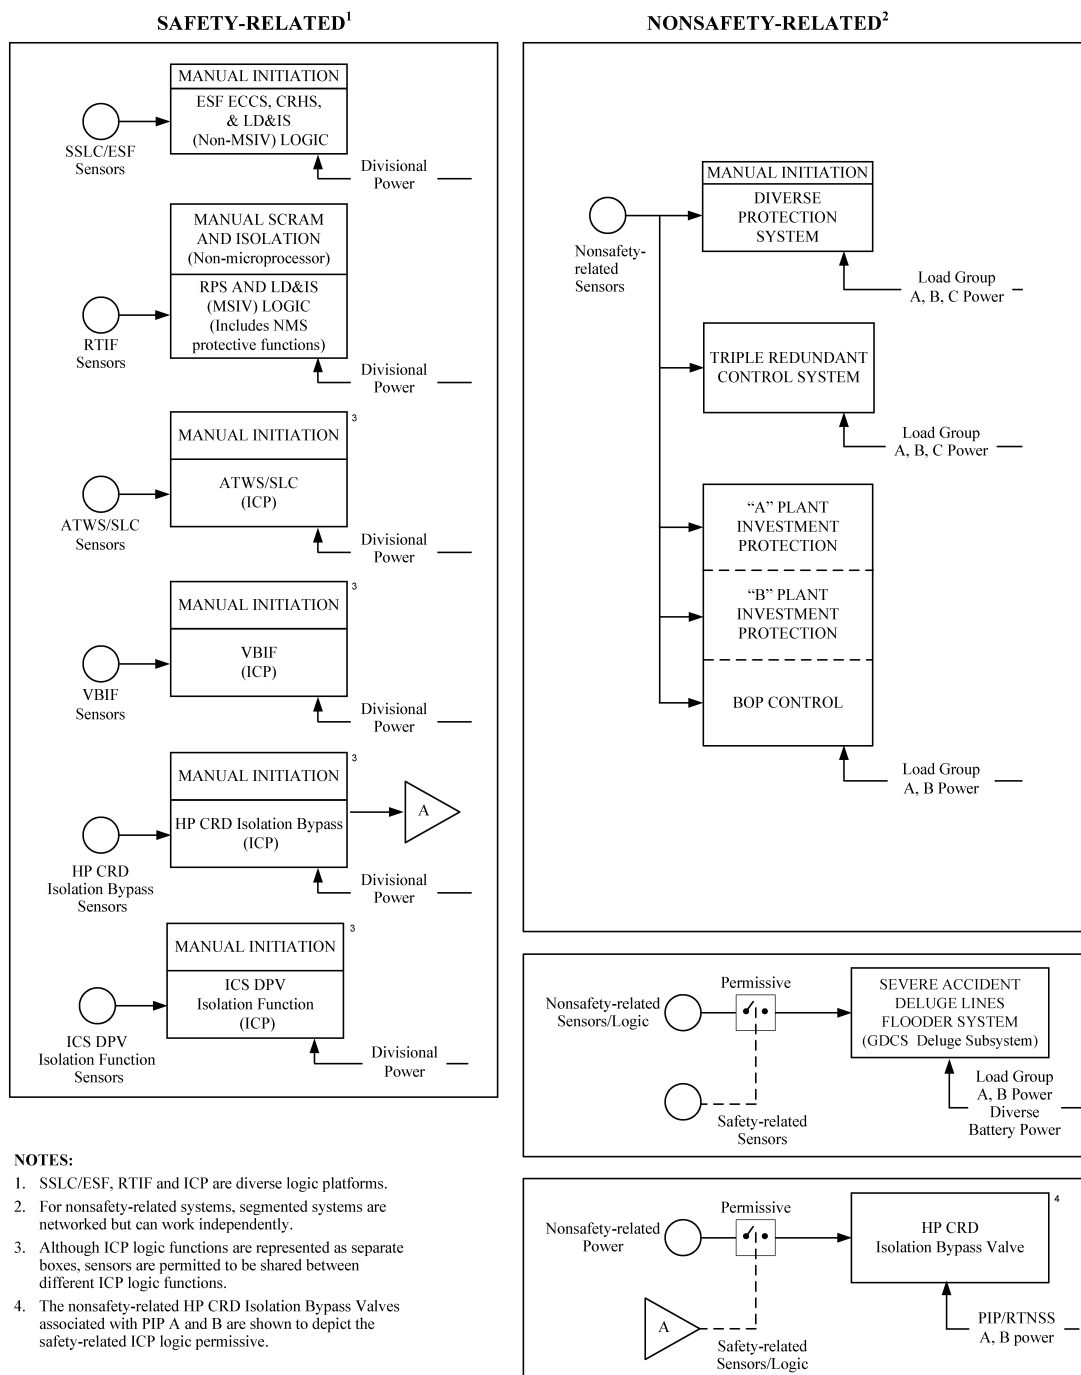 SAFETY-RELATED1
MANUAL INITIATION
ESF ECCS, CRHS,
& LD&IS
(Non-MSIV) LOGIC
SSLC/ESF
Sensors
Divisional
Power
MANUAL SCRAM
AND ISOLATION
(Non-microprocessor)
RPS AND LD&IS
(MSIV) LOGIC
(Includes NMS
protective functions)
RTIF
Sensors
Divisional
Power
3
MANUAL INITIATION
ATWS/SLC
(ICP)
ATWS/SLC
Sensors
Divisional
Power
3
MANUAL INITIATION
VBIF
(ICP)
VBIF
Sensors
Divisional
Power
3
MANUAL INITIATION
HP CRD Isolation Bypass
(ICP)
A
HP CRD
Isolation Bypass
Sensors
Divisional
Power
3
MANUAL INITIATION
ICS DPV
Isolation Function
(ICP)
ICS DPV
Isolation Function
Sensors
Divisional
Power
NONSAFETY-RELATED2
MANUAL INITIATION
DIVERSE
PROTECTION
SYSTEM
Nonsafety-
related
Sensors
Load Group
A, B, C Power
TRIPLE REDUNDANT
CONTROL SYSTEM
Load Group
A, B, C Power
“A” PLANT
INVESTMENT
PROTECTION
“B” PLANT
INVESTMENT
PROTECTION
BOP CONTROL
Load Group
A, B Power
Nonsafety-related
Sensors/Logic
Permissive
SEVERE ACCIDENT
DELUGE LINES
FLOODER SYSTEM
(GDCS Deluge Subsystem)
Safety-related
Sensors
Load Group
A, B Power
Diverse
Battery Power
Nonsafety-related
Power
Permissive
HP CRD
Isolation Bypass Valve
4
A
Safety-related
Sensors/Logic
PIP/RTNSS
A, B power
NOTES:
1. SSLC/ESF, RTIF and ICP are diverse logic platforms.
2. For nonsafety-related systems, segmented systems are
networked but can work independently.
3. Although ICP logic functions are represented as separate
boxes, sensors are permitted to be shared between
different ICP logic functions.
4. The nonsafety-related HP CRD Isolation Bypass Valves
associated with PIP A and B are shown to depict the
safety-related ICP logic permissive.